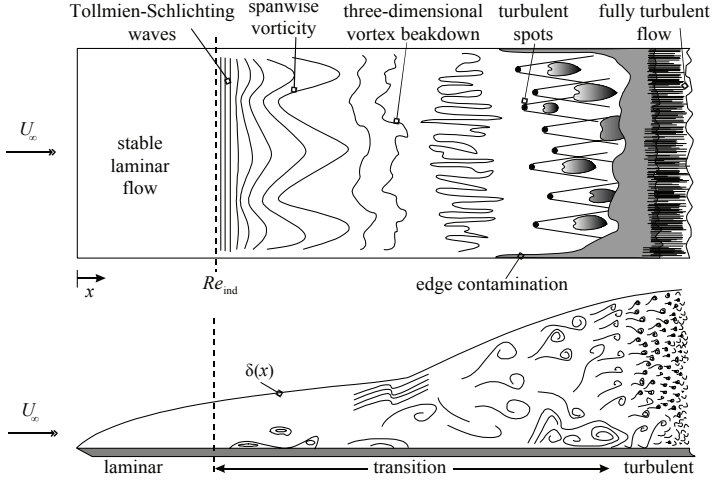 Tollmien-Schlichting
waves
spanwise
vorticity
three-dimensional
vortex beakdown
turbulent
spots
fully turbulent
flow
U∞
stable
laminar
flow
x
Re_ind
edge contamination
δ(x)
U∞
laminar
transition
turbulent